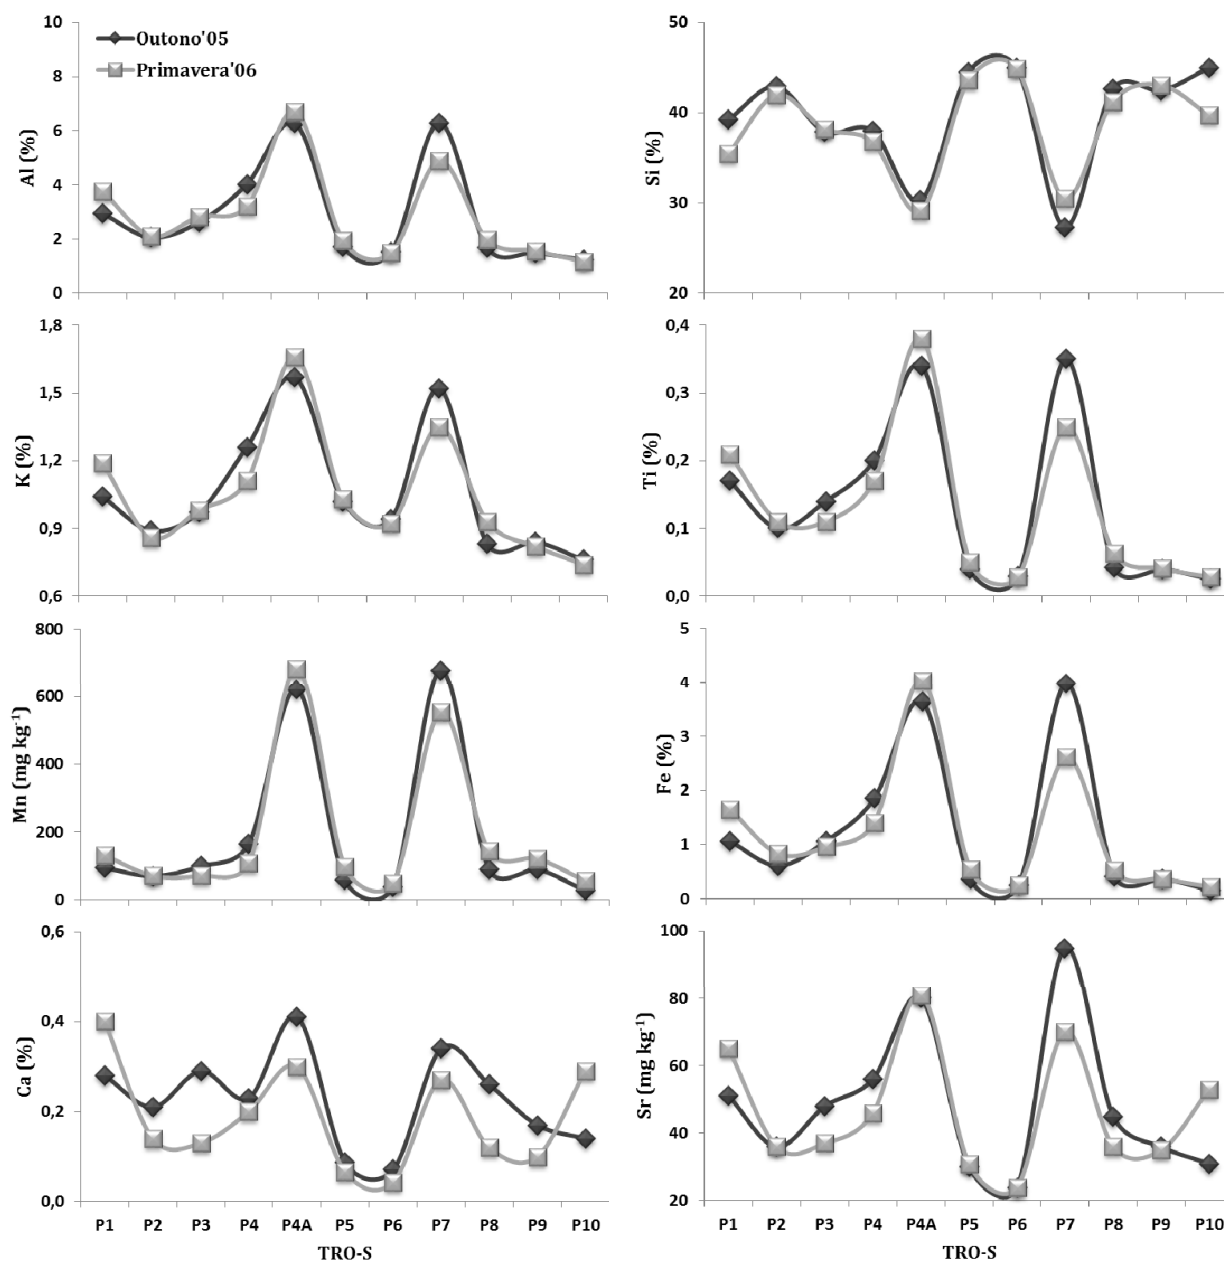 Outono'05
Primavera'06
Al (%)
10
8
6
4
2
0
Si (%)
50
40
30
20
K (%)
1,8
1,5
1,2
0,9
0,6
Ti (%)
0,4
0,3
0,2
0,1
0,0
Mn (mg kg-1)
800
600
400
200
0
Fe (%)
5
4
3
2
1
0
Ca (%)
0,6
0,4
0,2
0,0
P1 P2 P3 P4 P4A P5 P6 P7 P8 P9 P10
TRO-S
Sr (mg kg-1)
100
80
60
40
20
P1 P2 P3 P4 P4A P5 P6 P7 P8 P9 P10
TRO-S